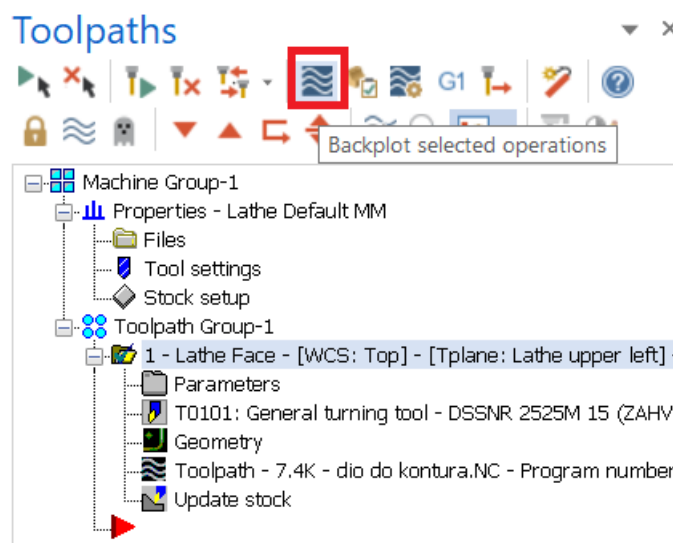 Toolpaths
G1
Backplot selected operations
Machine Group-1
Properties - Lathe Default MM
Files
Tool settings
Stock setup
Toolpath Group-1
1 - Lathe Face - [WCS: Top] - [Tplane: Lathe upper left] -
Parameters
T0101: General turning tool - DSSNR 2525M 15 (ZAHV
Geometry
Toolpath - 7.4K - dio do kontura.NC - Program number
Update stock